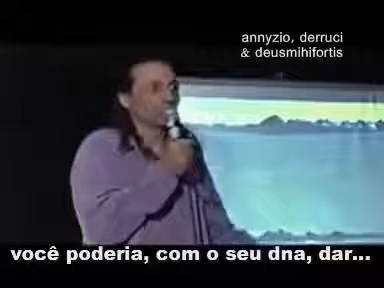 annyzio, derruci
& deusmihifortis
você poderia, com o seu dna, dar...